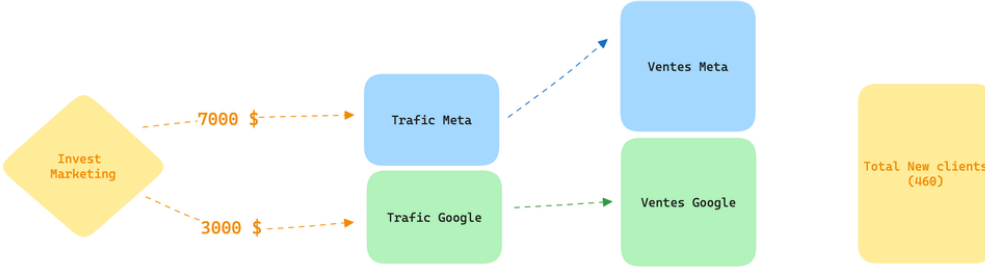 Invest
Marketing
7000 $
3000 $
Trafic Meta
Trafic Google
Ventes Meta
Ventes Google
Total New clients
(460)